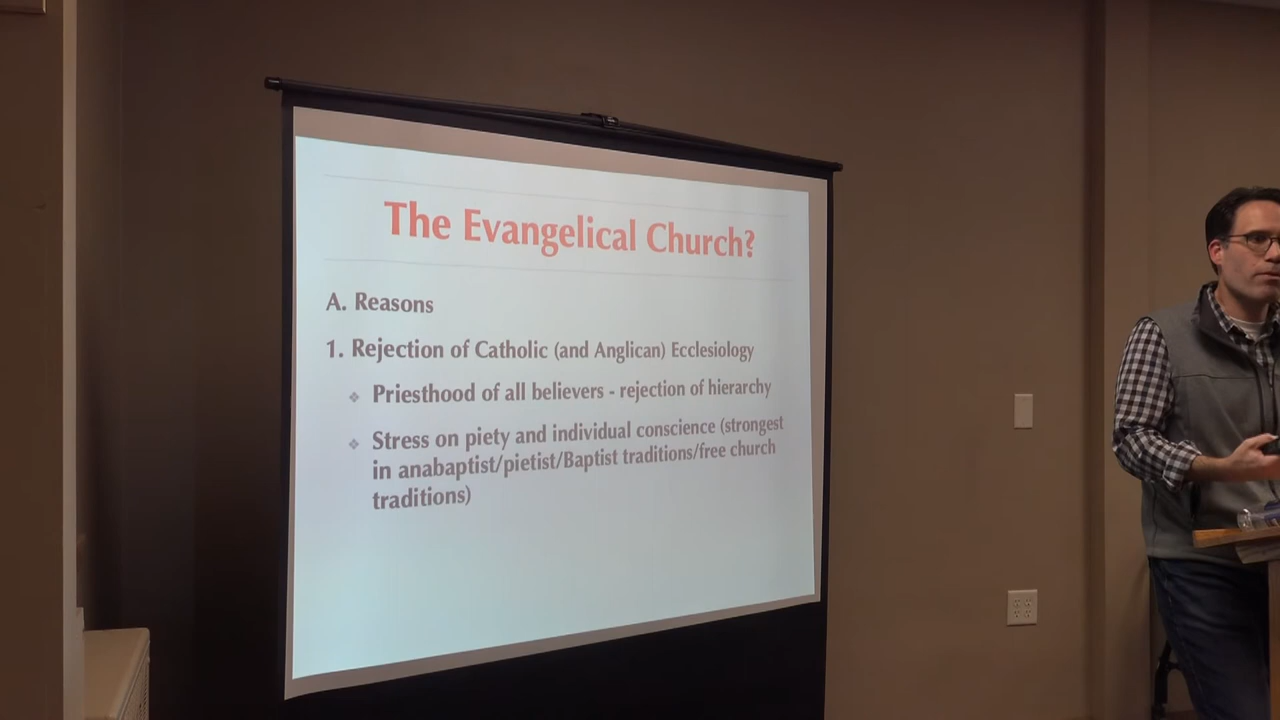 The Evangelical Church?
A. Reasons
1. Rejection of Catholic (and Anglican) Ecclesiology
❖ Priesthood of all believers - rejection of hierarchy
❖ Stress on piety and individual conscience (strongest
in anabaptist/pietist/Baptist traditions/free church
traditions)